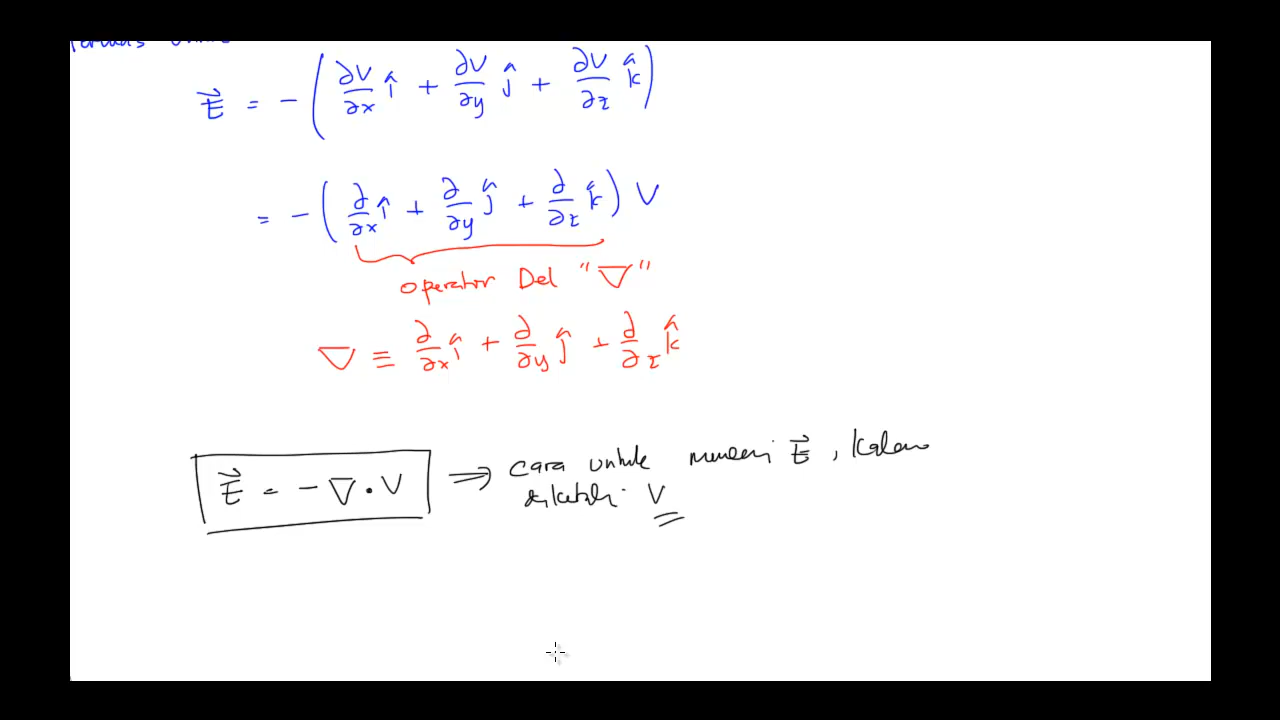 E⃗ = -(∂V/∂x î + ∂V/∂y ĵ + ∂V/∂z k̂)
= -(∂/∂x î + ∂/∂y ĵ + ∂/∂z k̂) V
operator Del "∇"
∇ ≡ ∂/∂x î + ∂/∂y ĵ + ∂/∂z k̂
E⃗ = -∇·V ⇒ cara untuk mencari E⃗, kalau
diketahui V